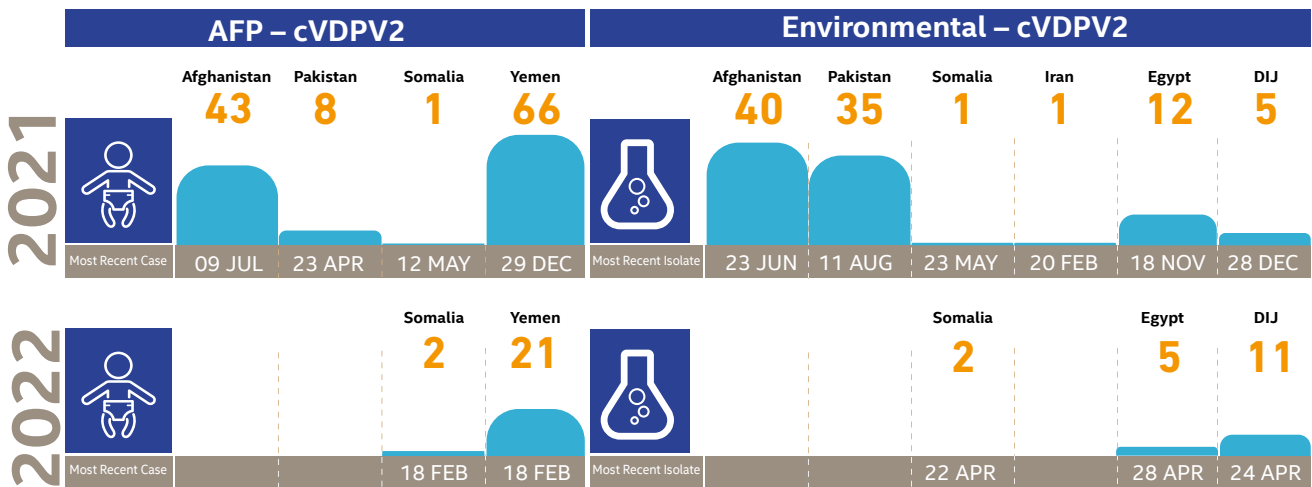 AFP – cVDPV2
Environmental – cVDPV2
2021
Afghanistan Pakistan Somalia Yemen
43 8 1 66
Most Recent Case 09 JUL 23 APR 12 MAY 29 DEC
Afghanistan Pakistan Somalia Iran Egypt DIJ
40 35 1 1 12 5
Most Recent Isolate 23 JUN 11 AUG 23 MAY 20 FEB 18 NOV 28 DEC
2022
Somalia Yemen
2 21
Most Recent Case 18 FEB 18 FEB
Somalia Egypt DIJ
2 5 11
Most Recent Isolate 22 APR 28 APR 24 APR